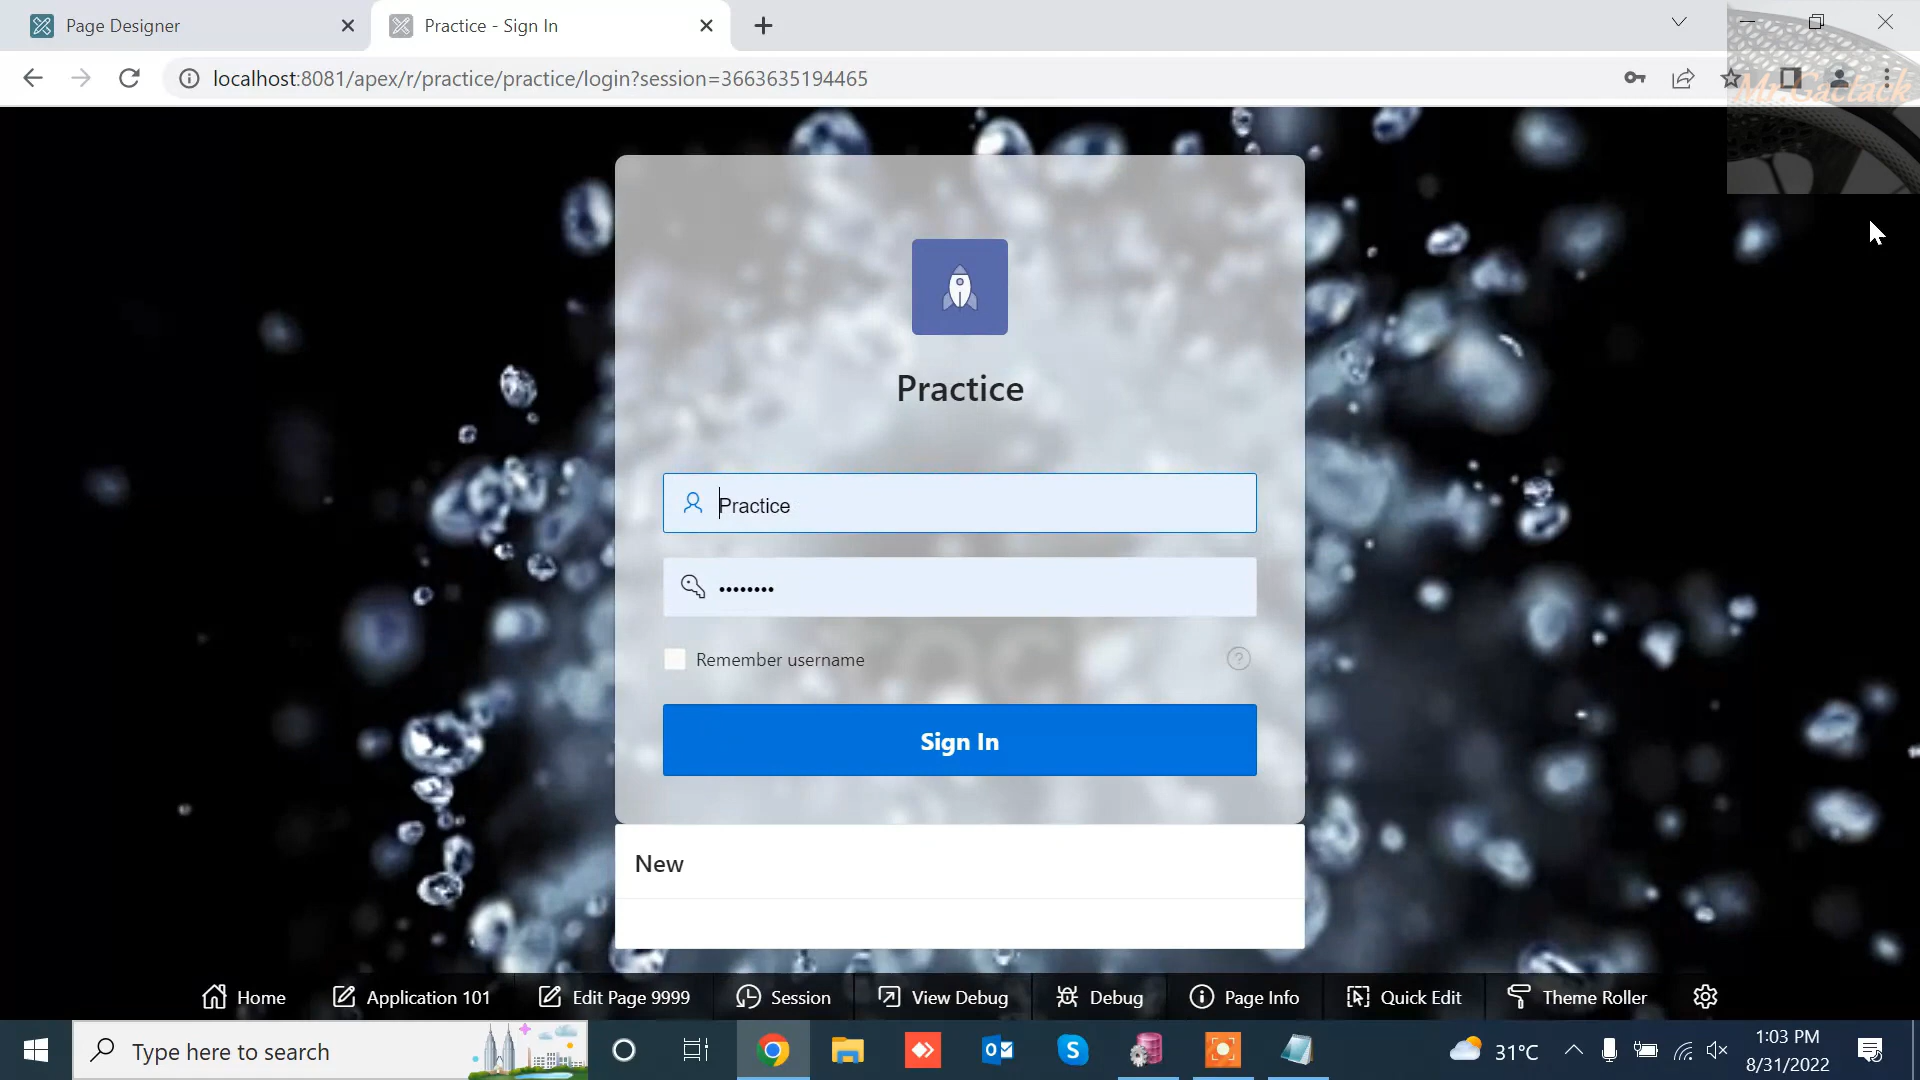 Page Designer
Practice - Sign In
localhost:8081/apex/r/practice/practice/login?session=3663635194465
Mr.Gactack
Practice
Practice
••••••••
Remember username
Sign In
New
Home
Application 101
Edit Page 9999
Session
View Debug
Debug
Page Info
Quick Edit
Theme Roller
Type here to search
31°C
1:03 PM
8/31/2022